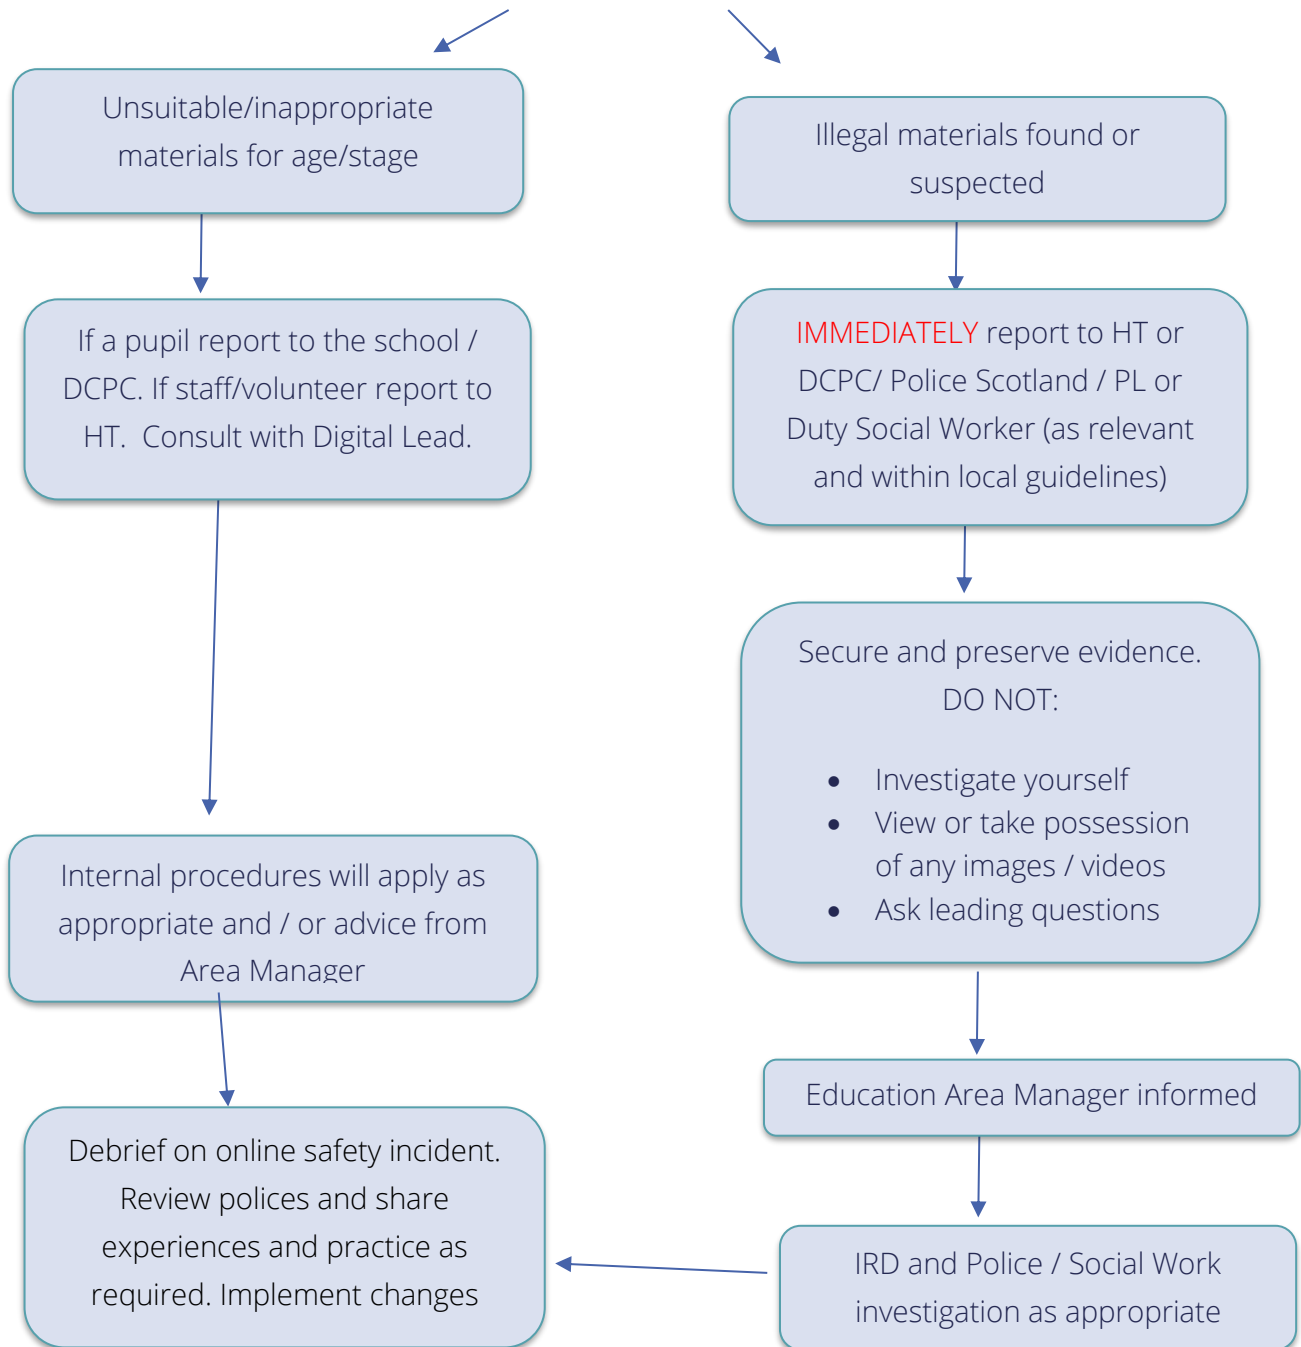 Unsuitable/inappropriate
materials for age/stage
Illegal materials found or
suspected
If a pupil report to the school /
DCPC. If staff/volunteer report to
HT.  Consult with Digital Lead.
IMMEDIATELY report to HT or
DCPC/ Police Scotland / PL or
Duty Social Worker (as relevant
and within local guidelines)
Secure and preserve evidence.
DO NOT:
• Investigate yourself
• View or take possession
of any images / videos
• Ask leading questions
Internal procedures will apply as
appropriate and / or advice from
Area Manager
Education Area Manager informed
Debrief on online safety incident.
Review polices and share
experiences and practice as
required. Implement changes
IRD and Police / Social Work
investigation as appropriate